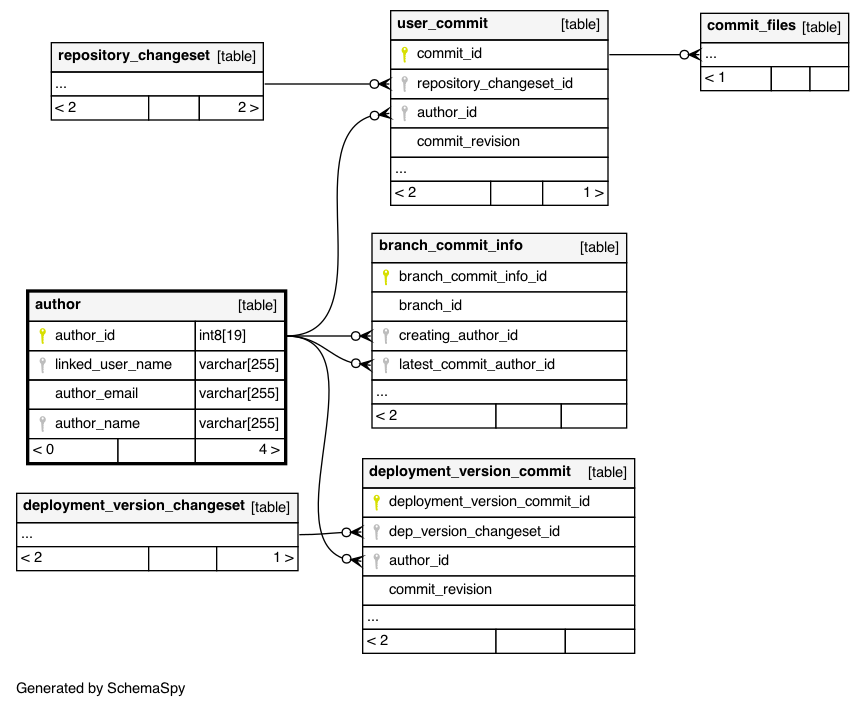 user_commit [table]
commit_id
repository_changeset_id
author_id
commit_revision
...
< 2 1 >
commit_files [table]
...
< 1
repository_changeset [table]
...
< 2 2 >
branch_commit_info [table]
branch_commit_info_id
branch_id
creating_author_id
latest_commit_author_id
...
< 2
author [table]
author_id int8[19]
linked_user_name varchar[255]
author_email varchar[255]
author_name varchar[255]
< 0 4 >
deployment_version_commit [table]
deployment_version_commit_id
dep_version_changeset_id
author_id
commit_revision
...
< 2
deployment_version_changeset [table]
...
< 2 1 >
Generated by SchemaSpy